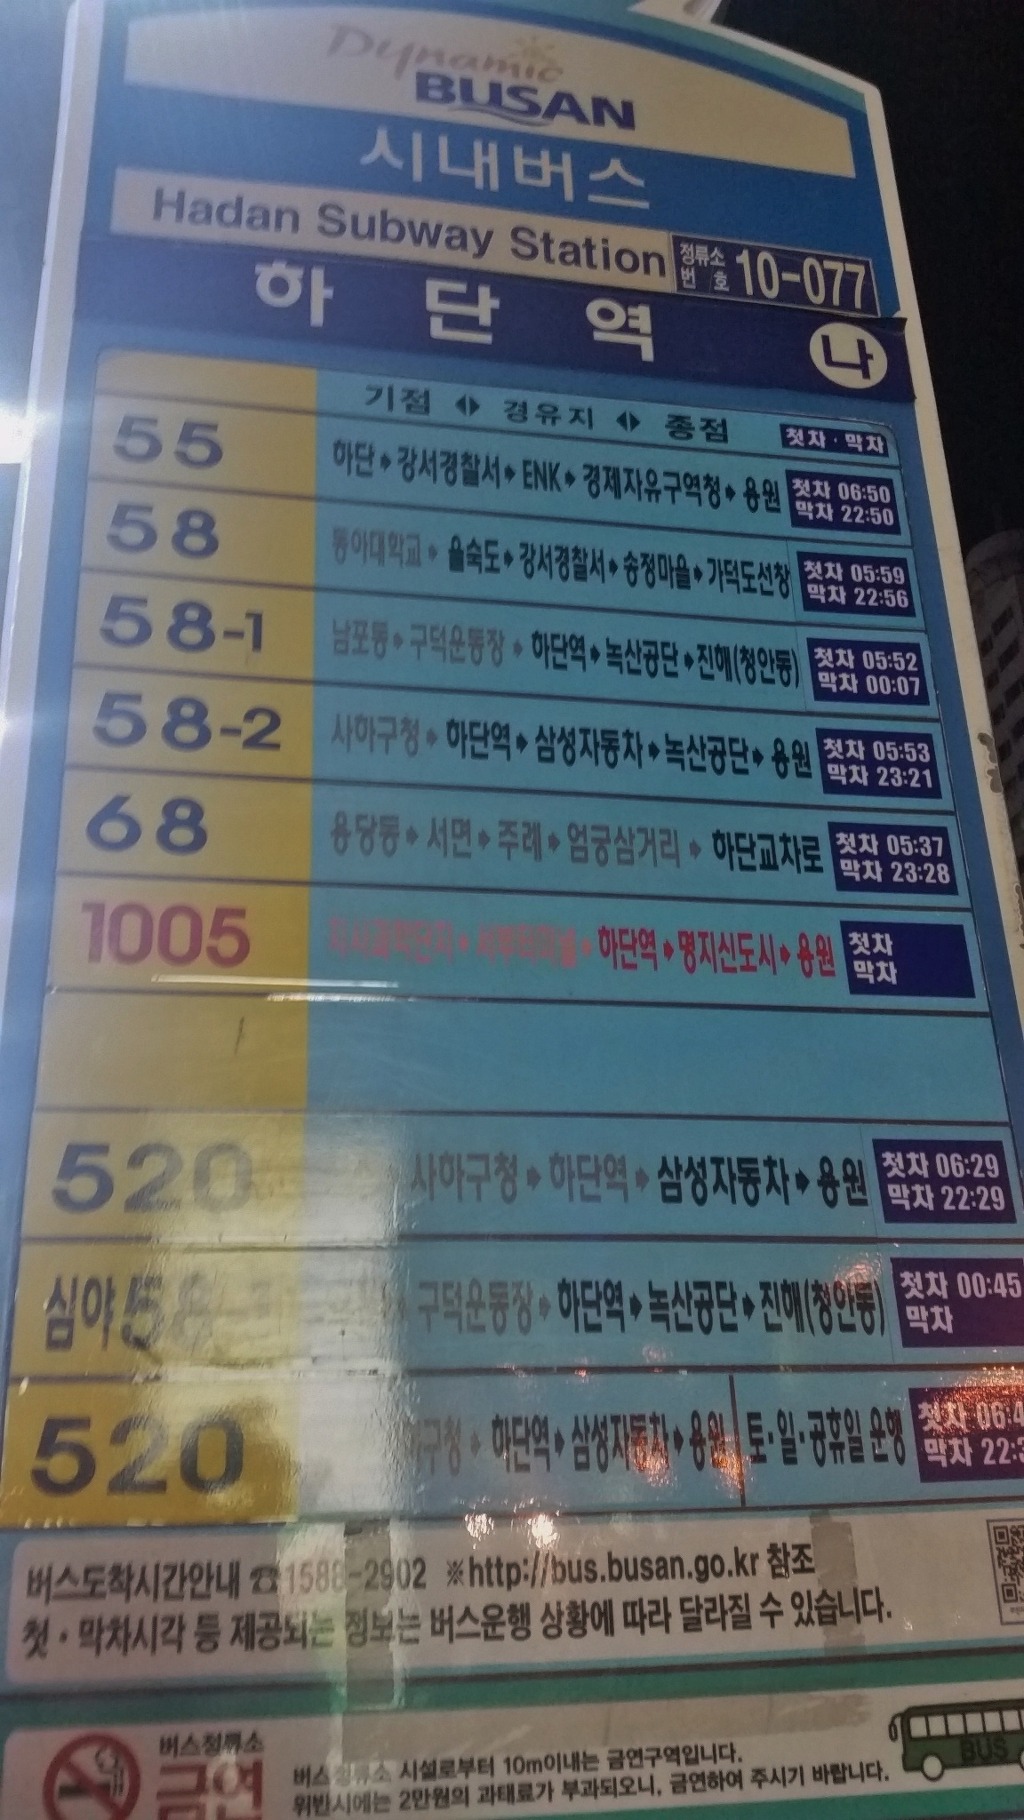 Dynamic
BUSAN
시내버스
Hadan Subway Station
정류소
번 호
10-077
하 단 역 나
기점 ◂▸ 경유지 ◂▸ 종점 첫차 · 막차
55 하단 ➧ 강서경찰서 ➧ ENK ➧ 경제자유구역청 ➧ 용원 첫차 06:50
막차 22:50
58 동아대학교 ➧ 을숙도 ➧ 강서경찰서 ➧ 송정마을 ➧ 가덕도선창 첫차 05:59
막차 22:56
58-1 남포동 ➧ 구덕운동장 ➧ 하단역 ➧ 녹산공단 ➧ 진해(청안동) 첫차 05:52
막차 00:07
58-2 사하구청 ➧ 하단역 ➧ 삼성자동차 ➧ 녹산공단 ➧ 용원 첫차 05:53
막차 23:21
68 용당동 ➧ 서면 ➧ 주례 ➧ 엄궁삼거리 ➧ 하단교차로 첫차 05:37
막차 23:28
1005 ➧ ➧ 하단역 ➧ 명지신도시 ➧ 용원 첫차
막차
520 사하구청 ➧ 하단역 ➧ 삼성자동차 ➧ 용원 첫차 06:29
막차 22:29
심야 구덕운동장 ➧ 하단역 ➧ 녹산공단 ➧ 진해(청안동) 첫차 00:45
막차
520 ➧ 하단역 ➧ 삼성자동차 ➧ 용원 토·일·공휴일 운행 첫차
막차
버스도착시간안내 ☎1588-2902 ※http://bus.busan.go.kr 참조
첫 · 막차시각 등 제공되는 정보는 버스운행 상황에 따라 달라질 수 있습니다.
버스정류소
금연
버스정류소 시설로부터 10m이내는 금연구역입니다.
위반시에는 2만원의 과태료가 부과되오니, 금연하여 주시기 바랍니다.
BUS